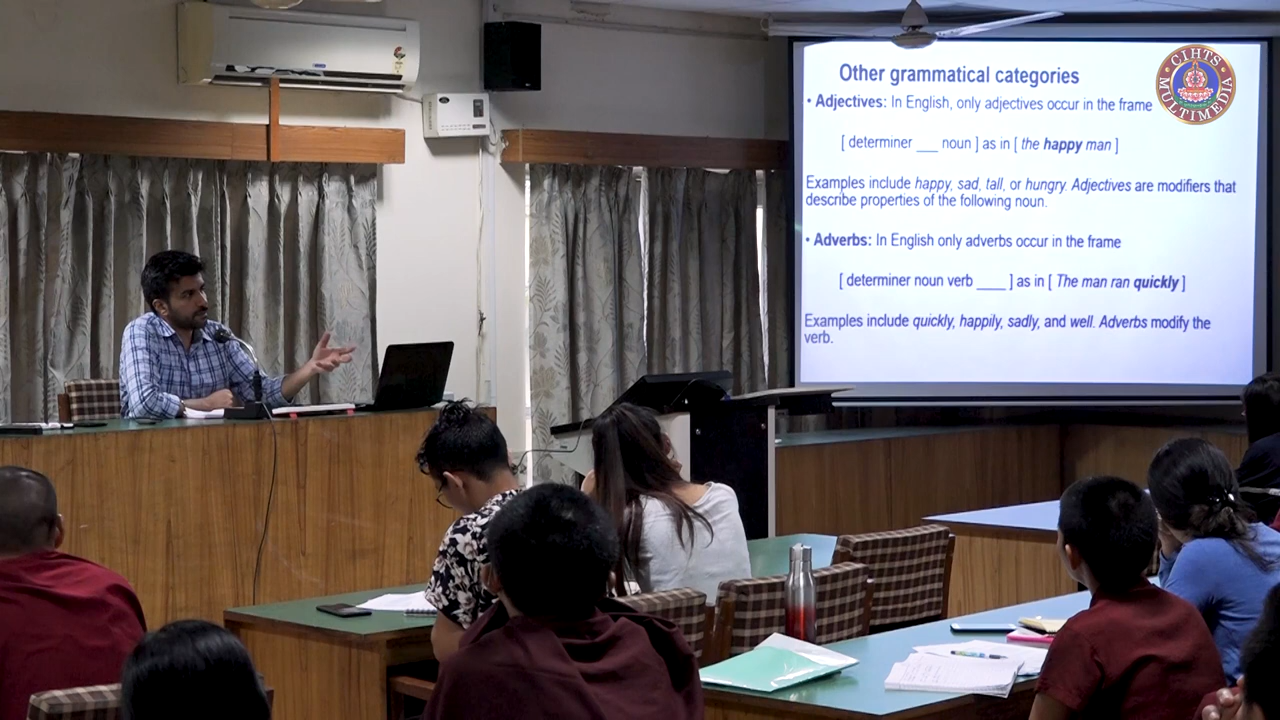 Other grammatical categories
• Adjectives: In English, only adjectives occur in the frame
[ determiner ___ noun ] as in [ the happy man ]
Examples include happy, sad, tall, or hungry. Adjectives are modifiers that
describe properties of the following noun.
• Adverbs: In English only adverbs occur in the frame
[ determiner noun verb ____ ] as in [ The man ran quickly ]
Examples include quickly, happily, sadly, and well. Adverbs modify the
verb.
CIHTS
MULTIMEDIA